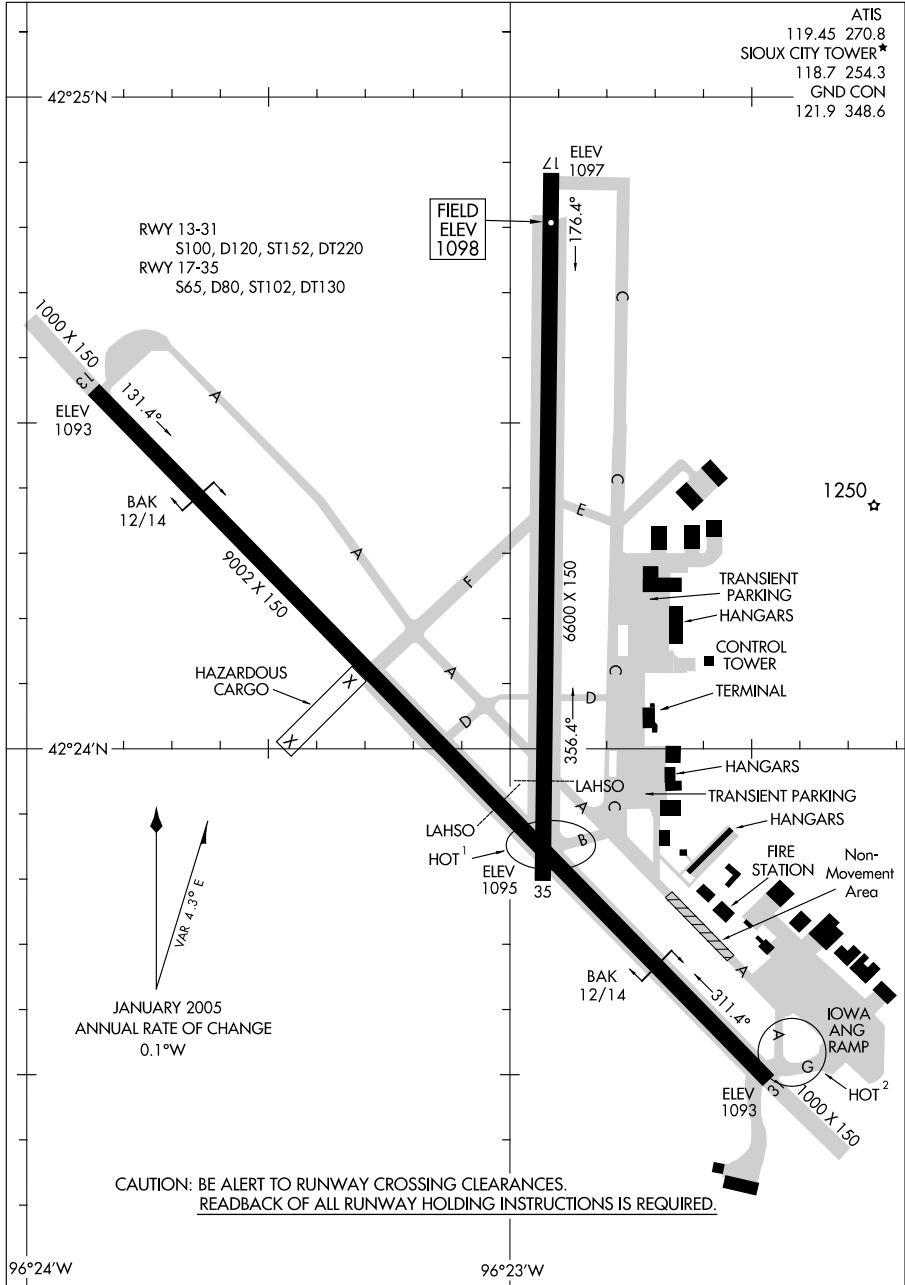 ATIS
119.45 270.8
SIOUX CITY TOWER★
118.7 254.3
GND CON
121.9 348.6
42°25'N
17
ELEV
1097
FIELD
ELEV
1098
176.4°
RWY 13-31
S100, D120, ST152, DT220
RWY 17-35
S65, D80, ST102, DT130
C
1000 X 150
13
ELEV
1093
131.4°
A
BAK
12/14
C
E
1250
9002 X 150
A
F
6600 X 150
TRANSIENT
PARKING
HANGARS
CONTROL
TOWER
TERMINAL
HAZARDOUS
CARGO
X
X
A
D
D
C
356.4°
42°24'N
HANGARS
TRANSIENT PARKING
HANGARS
LAHSO
LAHSO
A
C
B
HOT 1
ELEV
1095
35
FIRE
STATION
Non-
Movement
Area
VAR 4.3° E
JANUARY 2005
ANNUAL RATE OF CHANGE
0.1°W
BAK
12/14
A
311.4°
A
G
IOWA
ANG
RAMP
HOT 2
ELEV
1093
31
1000 X 150
CAUTION: BE ALERT TO RUNWAY CROSSING CLEARANCES.
READBACK OF ALL RUNWAY HOLDING INSTRUCTIONS IS REQUIRED.
96°24'W
96°23'W